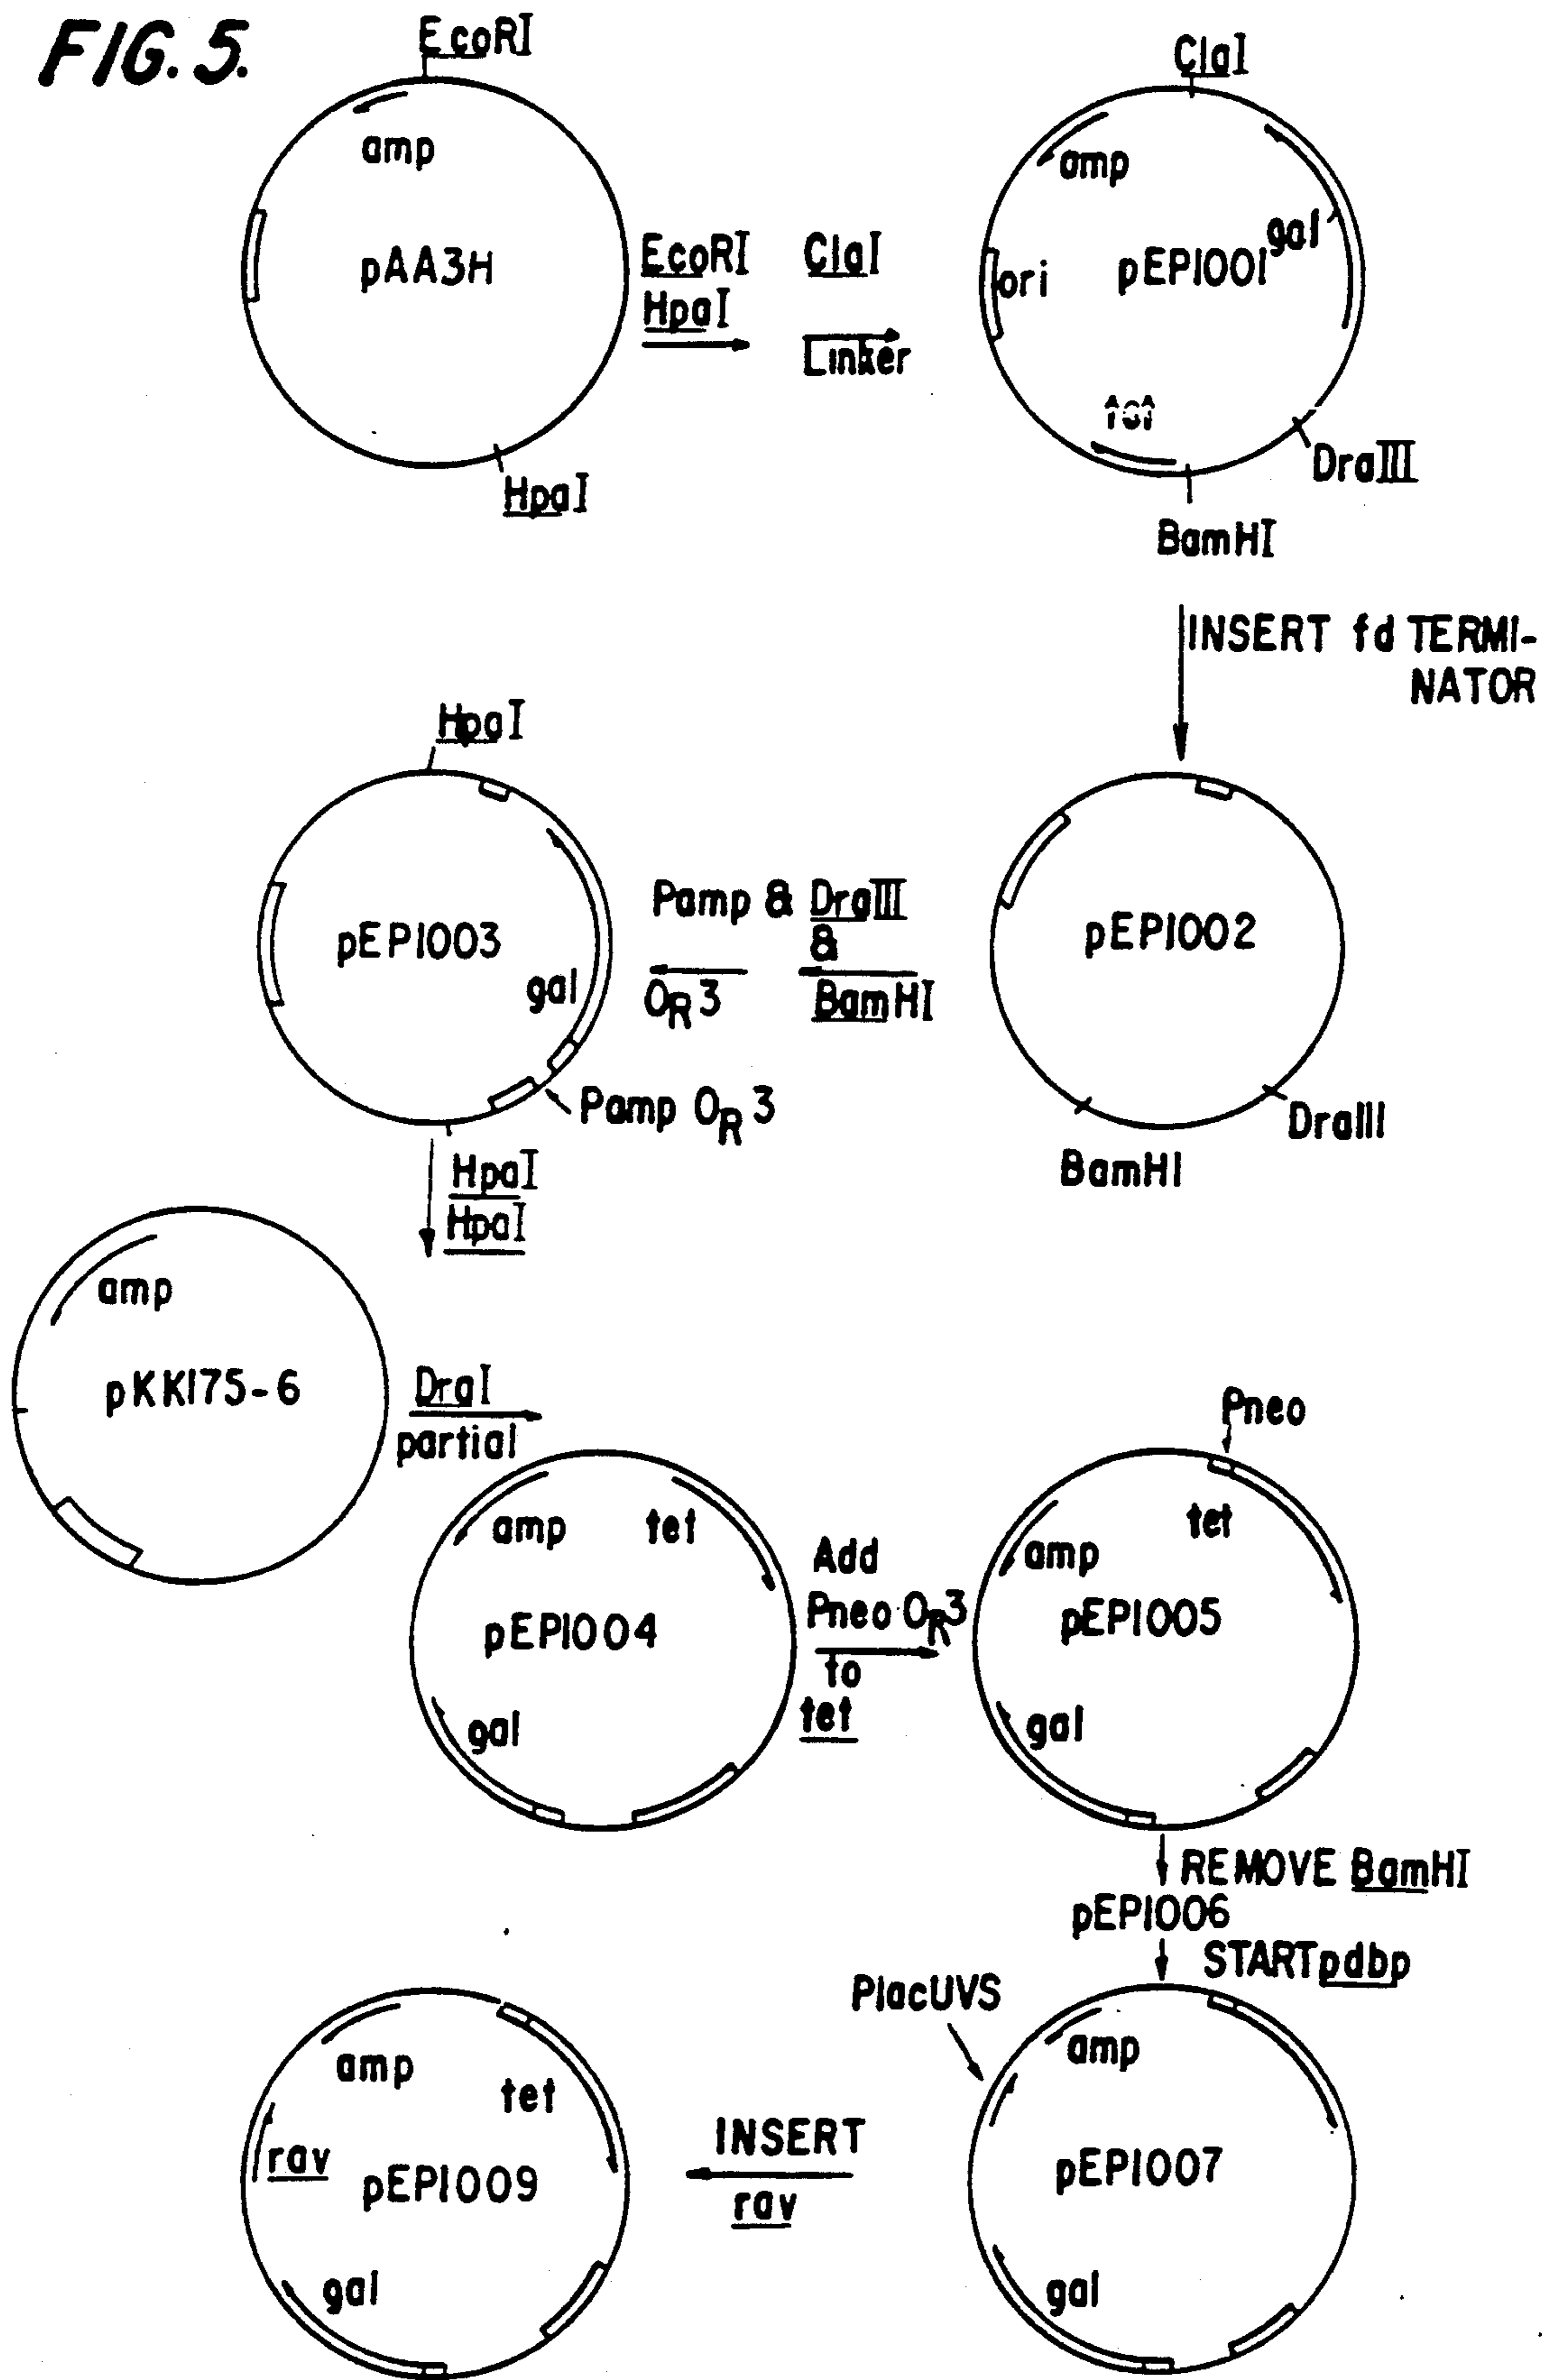 FIG. 5.
EcoRI
amp
pAA3H
HpaI
EcoRI
HpaI
ClaI
Linker
ClaI
amp
gal
ori
pEP1001
DraIII
BamHI
INSERT fd TERMI-
NATOR
pEP1002
DraIII
BamHI
Pamp & DraIII
&
OR3
BamHI
HpaI
pEP1003
gal
Pamp OR3
HpaI
HpaI
amp
pKK175-6
DraI
partial
amp
tet
pEP1004
gal
Add
Pneo OR3
to
tet
Pneo
tet
amp
pEP1005
gal
REMOVE BamHI
pEP1006
START pdbp
PlacUVS
amp
pEP1007
gal
INSERT
rav
amp
tet
rav
pEP1009
gal